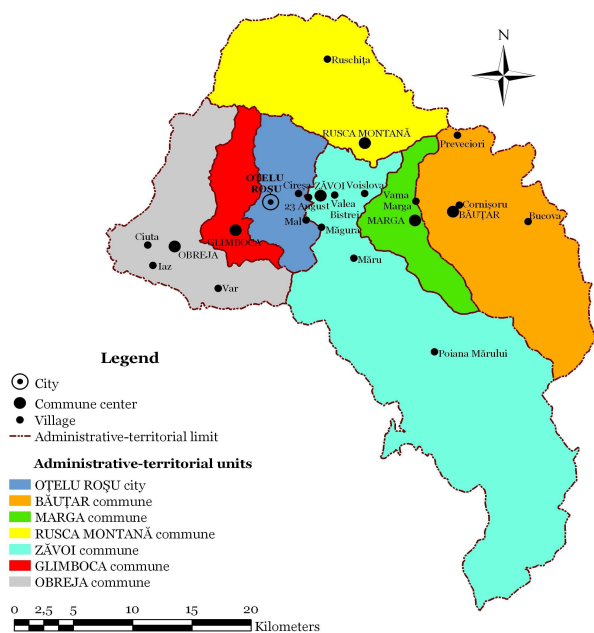 N
Ruschița
RUSCA MONTANĂ
Preveciori
OȚELU
ROȘU
Cireșa
ZĂVOI
Voislova
23 August
Valea
Bistrei
Vama
Marga
Cornișoru
BĂUȚAR
Bucova
Mal
Măgura
MARGA
GLIMBOCA
Ciuta
OBREJA
Iaz
Var
Măru
Poiana Mărului
Legend
City
Commune center
Village
Administrative-territorial limit
Administrative-territorial units
OȚELU ROȘU city
BĂUȚAR commune
MARGA commune
RUSCA MONTANĂ commune
ZĂVOI commune
GLIMBOCA commune
OBREJA commune
0 2,5 5 10 15 20
Kilometers